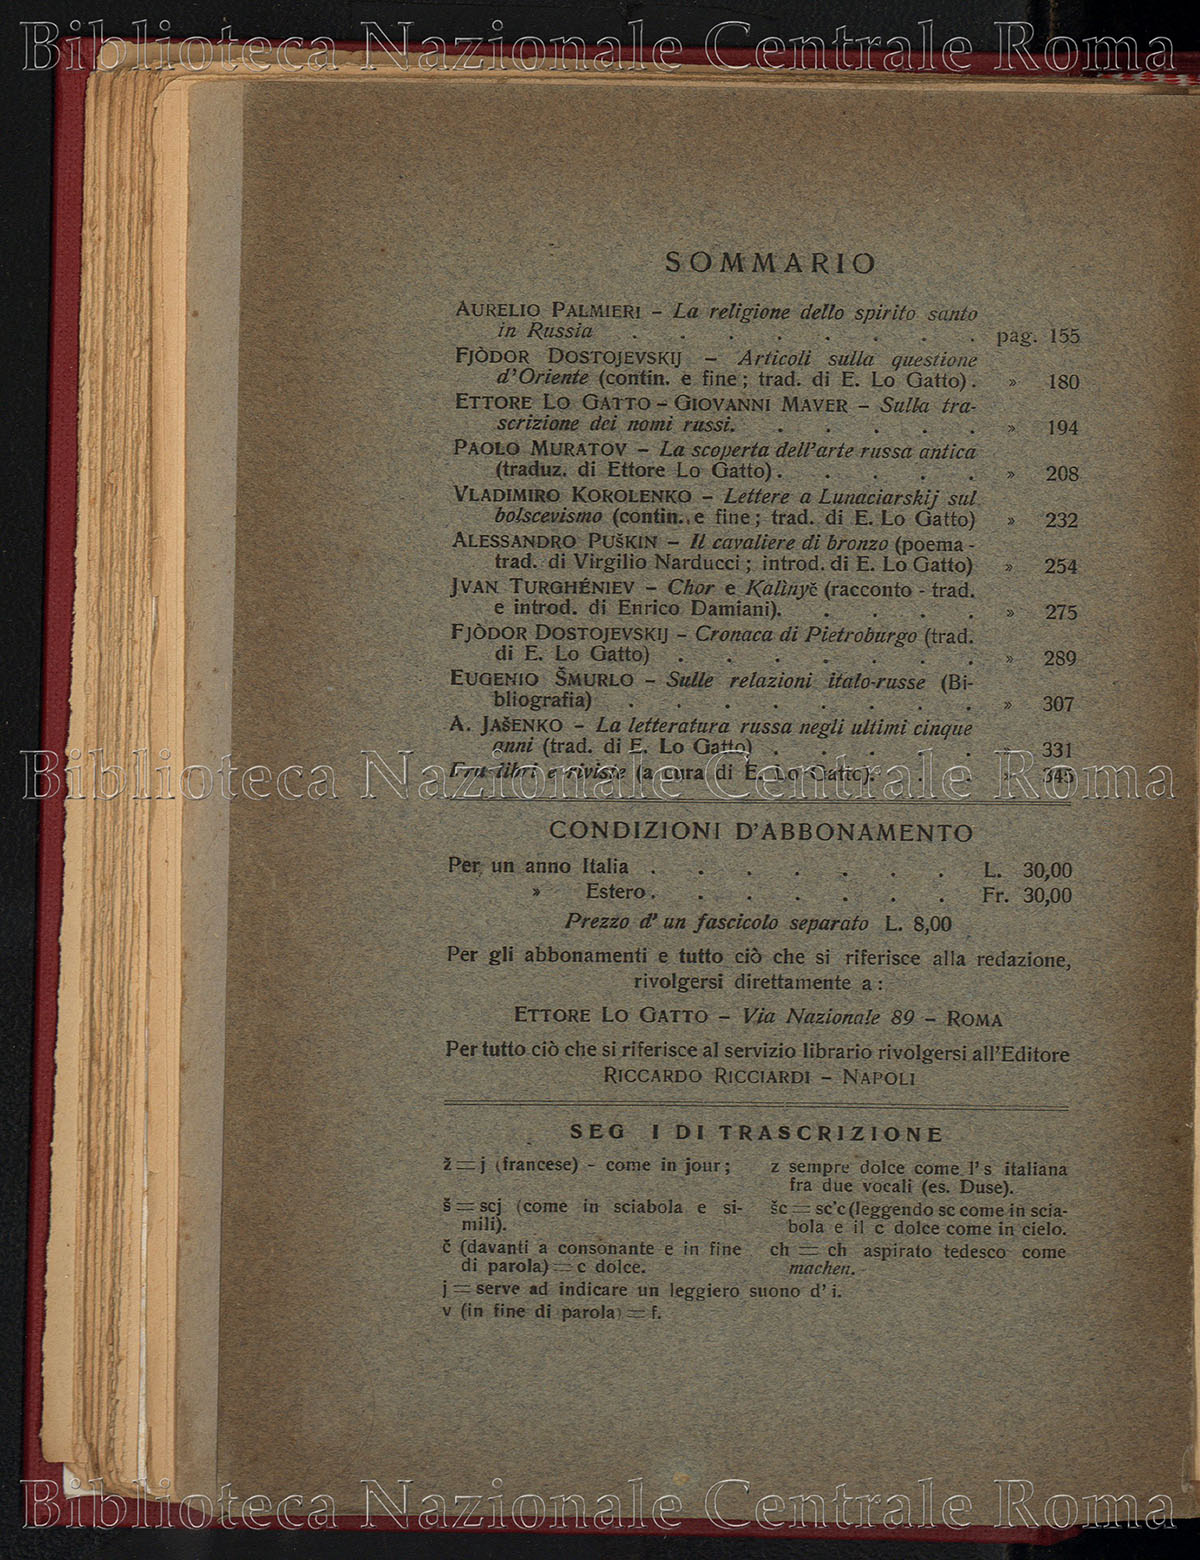 Biblioteca Nazionale Centrale Roma
SOMMARIO
AURELIO PALMIERI – La religione dello spirito santo
in Russia . . . . . . . . pag. 155
FJÒDOR DOSTOJEVSKIJ – Articoli sulla questione
d'Oriente (contin. e fine; trad. di E. Lo Gatto). » 180
ETTORE LO GATTO – GIOVANNI MAVER – Sulla tra-
scrizione dei nomi russi. . . . . . » 194
PAOLO MURATOV – La scoperta dell'arte russa antica
(traduz. di Ettore Lo Gatto). . . . . » 208
VLADIMIRO KOROLENKO – Lettere a Lunaciarskij sul
bolscevismo (contin. e fine; trad. di E. Lo Gatto) » 232
ALESSANDRO PUŠKIN – Il cavaliere di bronzo (poema -
trad. di Virgilio Narducci; introd. di E. Lo Gatto) » 254
JVAN TURGHÉNIEV – Chor e Kalìnyč (racconto - trad.
e introd. di Enrico Damiani). . . . . » 275
FJÒDOR DOSTOJEVSKIJ – Cronaca di Pietroburgo (trad.
di E. Lo Gatto) . . . . . . . » 289
EUGENIO ŠMURLO – Sulle relazioni italo-russe (Bi-
bliografia) . . . . . . . . » 307
A. JAŠENKO – La letteratura russa negli ultimi cinque
anni (trad. di E. Lo Gatto) . . . . . » 331
Fra libri e riviste (a cura di E. Lo Gatto). . . » 345
Biblioteca Nazionale Centrale Roma
CONDIZIONI D'ABBONAMENTO
Per un anno Italia . . . . . . . L. 30,00
» Estero . . . . . . . Fr. 30,00
Prezzo d'un fascicolo separato L. 8,00
Per gli abbonamenti e tutto ciò che si riferisce alla redazione,
rivolgersi direttamente a:
ETTORE LO GATTO – Via Nazionale 89 – ROMA
Per tutto ciò che si riferisce al servizio librario rivolgersi all'Editore
RICCARDO RICCIARDI – NAPOLI
SEG I DI TRASCRIZIONE
ž = j (francese) - come in jour;
š = scj (come in sciabola e si-
mili).
č (davanti a consonante e in fine
di parola) = c dolce.
j = serve ad indicare un leggiero suono d'i.
v (in fine di parola) = f.
z sempre dolce come l's italiana
fra due vocali (es. Duse).
šc = sc'c (leggendo sc come in scia-
bola e il c dolce come in cielo.
ch = ch aspirato tedesco come
machen.
Biblioteca Nazionale Centrale Roma